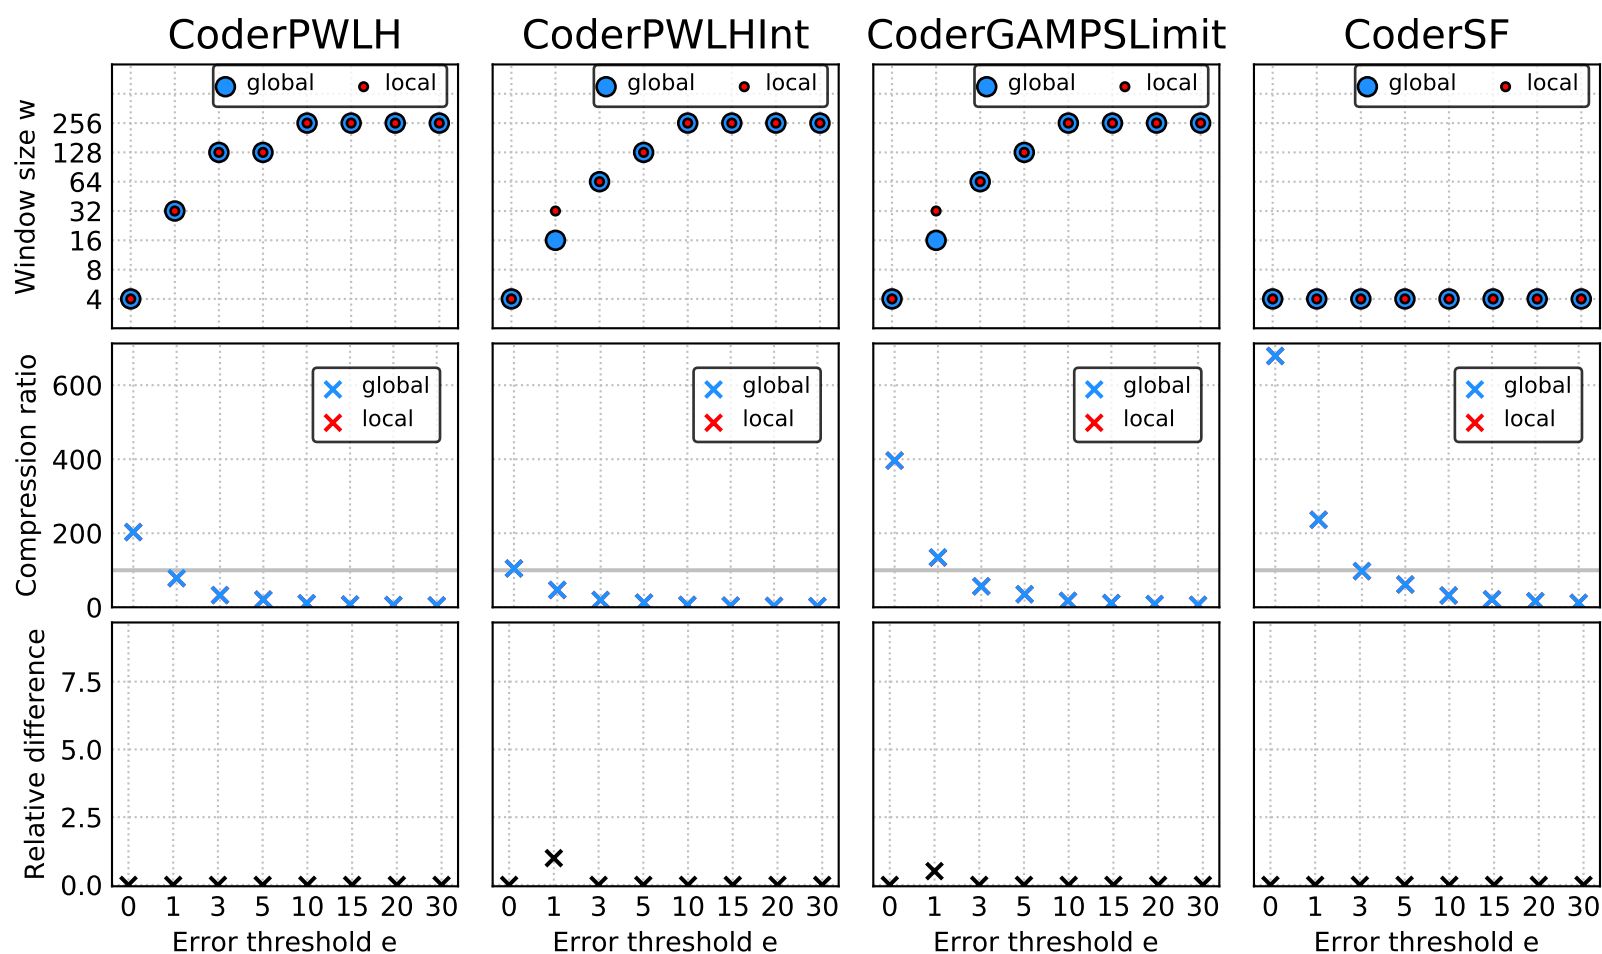 CoderPWLH CoderPWLHInt CoderGAMPSLimit CoderSF
Window size w
256
128
64
32
16
8
4
global local
global local
global local
global local
Compression ratio
600
400
200
0
global
local
global
local
global
local
global
local
Relative difference
7.5
5.0
2.5
0.0
0 1 3 5 10 15 20 30
0 1 3 5 10 15 20 30
0 1 3 5 10 15 20 30
0 1 3 5 10 15 20 30
Error threshold e
Error threshold e
Error threshold e
Error threshold e